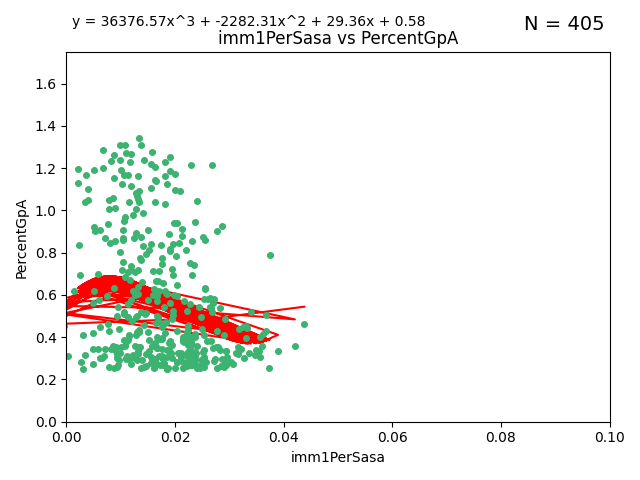 y = 36376.57x^3 + -2282.31x^2 + 29.36x + 0.58
N = 405
imm1PerSasa vs PercentGpA
1.6
1.4
1.2
1.0
0.8
0.6
0.4
0.2
0.0
PercentGpA
0.00 0.02 0.04 0.06 0.08 0.10
imm1PerSasa